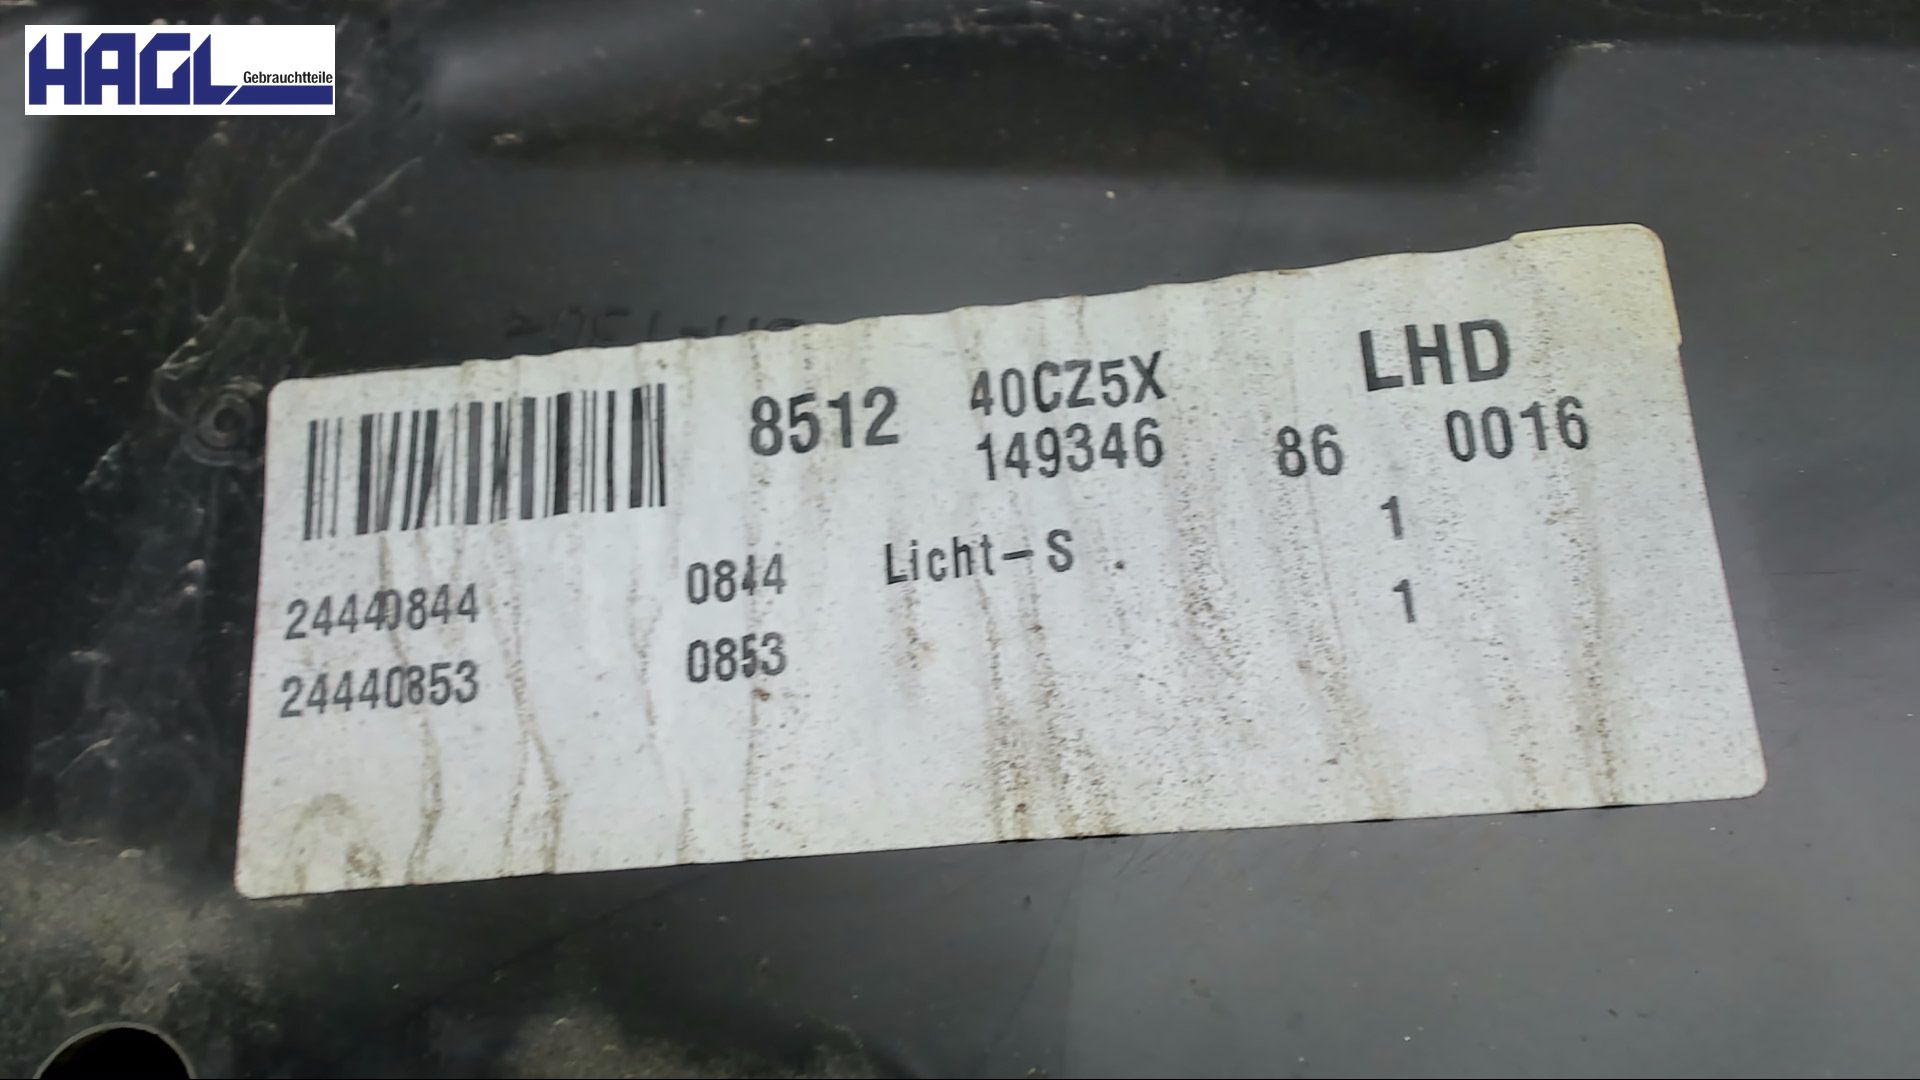 HAGL
Gebrauchtteile
8512 40CZ5X LHD
149346 86 0016
24440844 0844 Licht-S. 1
24440853 0853 1